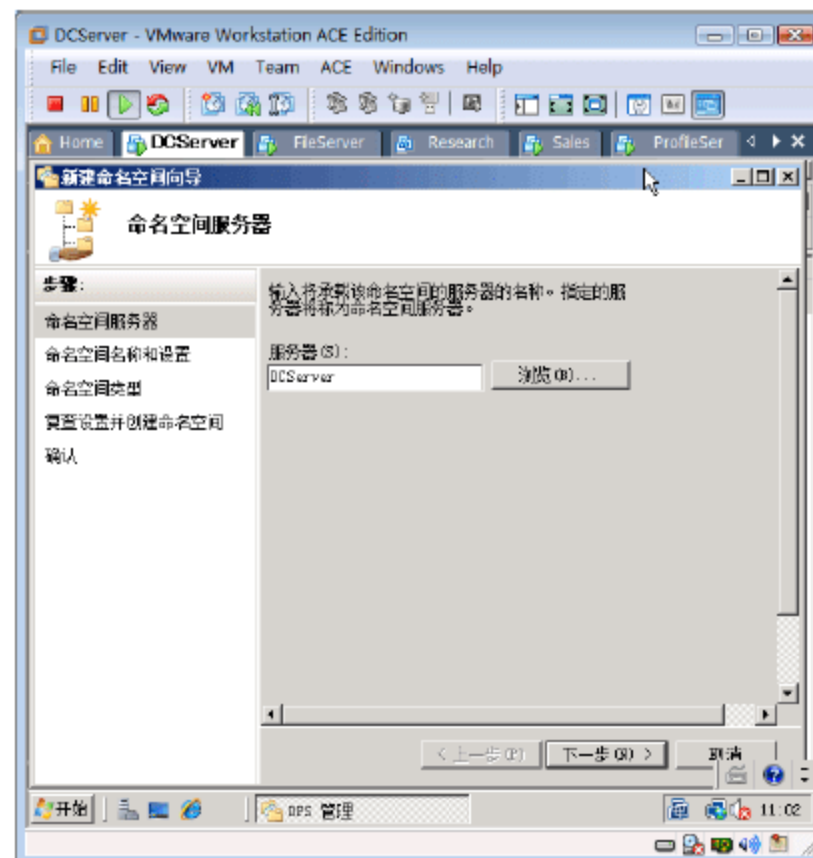 DCServer - VMware Workstation ACE Edition
File Edit View VM Team ACE Windows Help
Home DCServer FileServer Research Sales ProfileSer
新建命名空间向导
命名空间服务器
步骤:
命名空间服务器
命名空间名称和设置
命名空间类型
复查设置并创建命名空间
确认
输入将承载该命名空间的服务器的名称。指定的服
务器将称为命名空间服务器。
服务器(S):
DCServer
浏览(B)...
< 上一步(P) 下一步(N) > 取消
开始 DFS 管理 11:02